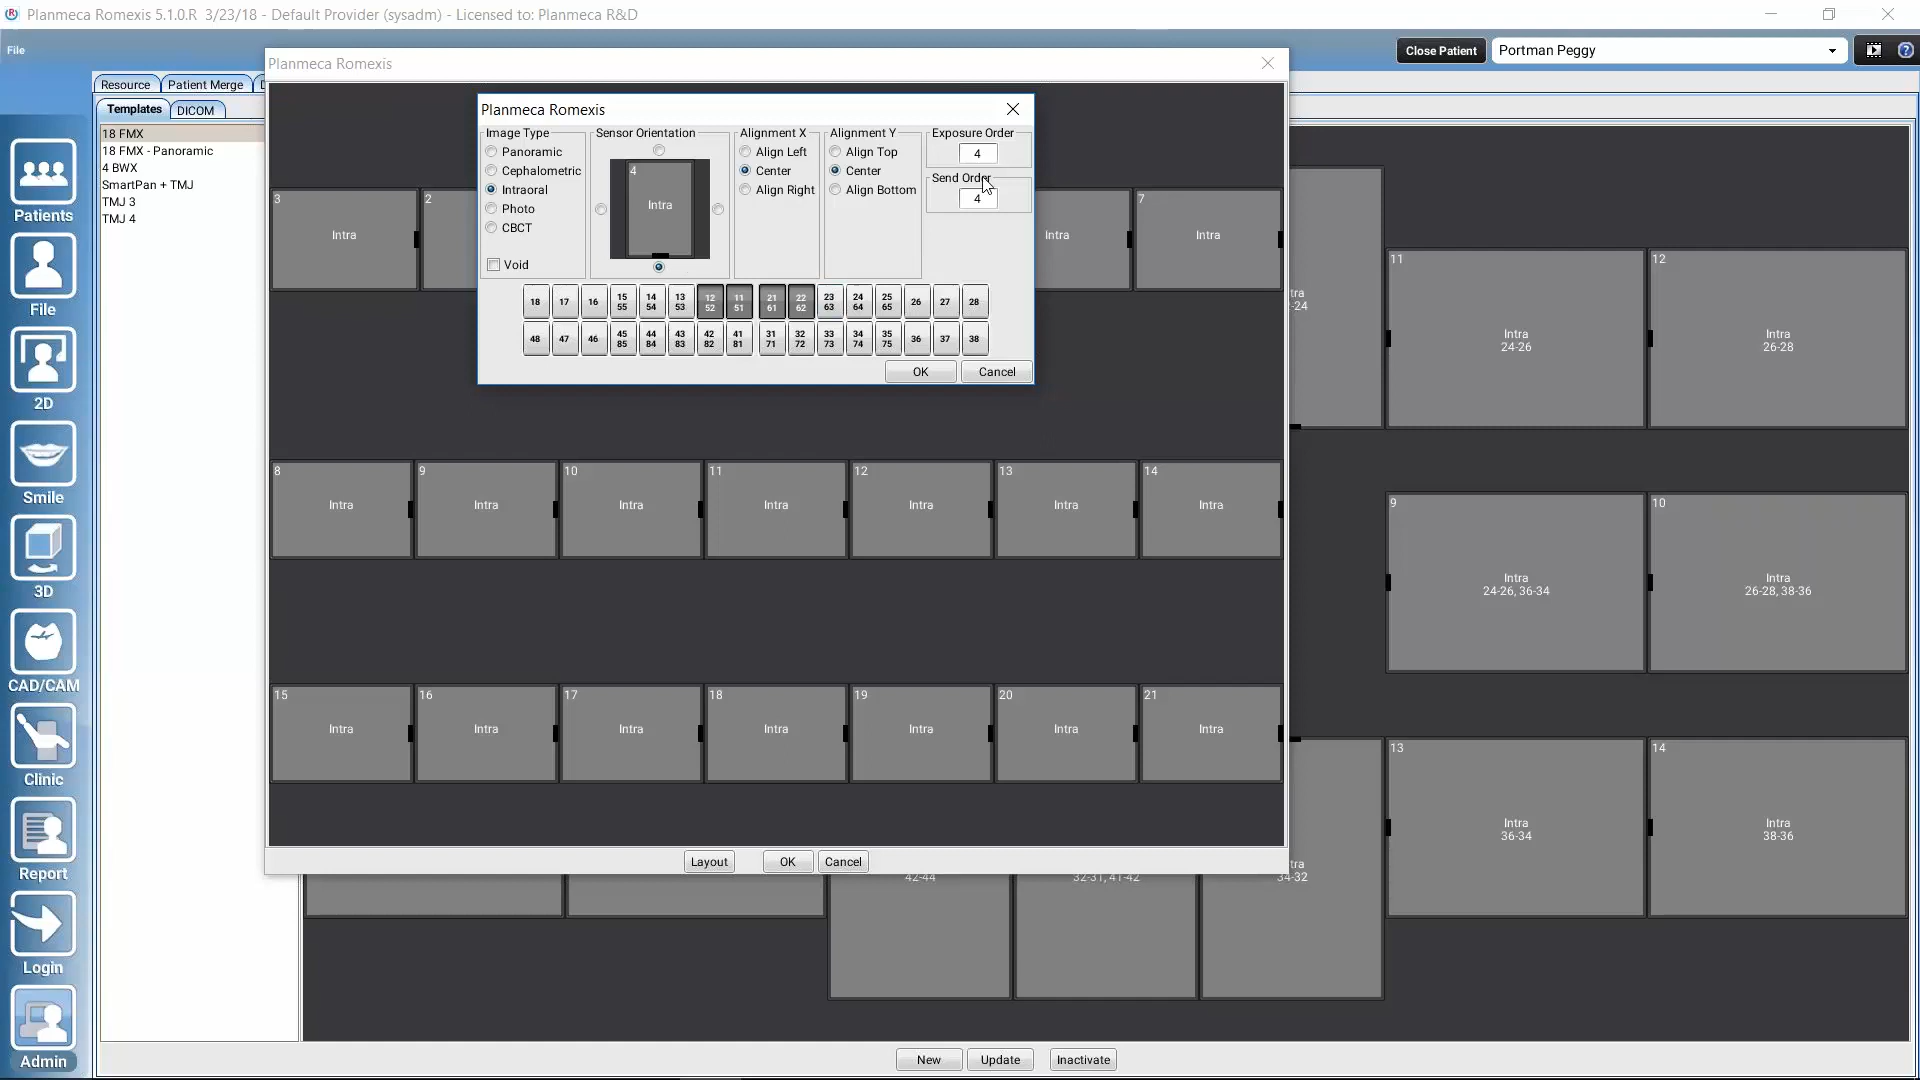 Planmeca Romexis 5.1.0.R 3/23/18 - Default Provider (sysadm) - Licensed to: Planmeca R&D
File
Close Patient
Portman Peggy
Planmeca Romexis
Resource
Patient Merge
Templates
DICOM
18 FMX
18 FMX - Panoramic
4 BWX
SmartPan + TMJ
TMJ 3
TMJ 4
Patients
File
2D
Smile
3D
CAD/CAM
Clinic
Report
Login
Admin
Planmeca Romexis
Image Type
Panoramic
Cephalometric
Intraoral
Photo
CBCT
Void
Sensor Orientation
4
Intra
Alignment X
Align Left
Center
Align Right
Alignment Y
Align Top
Center
Align Bottom
Exposure Order
4
Send Order
4
18 17 16 15 14 13 12 11 21 22 23 24 25 26 27 28
55 54 53 52 51 61 62 63 64 65
48 47 46 45 44 43 42 41 31 32 33 34 35 36 37 38
85 84 83 82 81 71 72 73 74 75
OK Cancel
3
Intra
2
Intra
7
Intra
8
Intra
9
Intra
10
Intra
11
Intra
12
Intra
13
Intra
14
Intra
15
Intra
16
Intra
17
Intra
18
Intra
19
Intra
20
Intra
21
Intra
Layout OK Cancel
tra
-24
11
Intra
24-26
12
Intra
26-28
9
Intra
24-26, 36-34
10
Intra
26-28, 38-36
13
Intra
36-34
14
Intra
38-36
42-44
32-31, 41-42
tra
34-32
New Update Inactivate